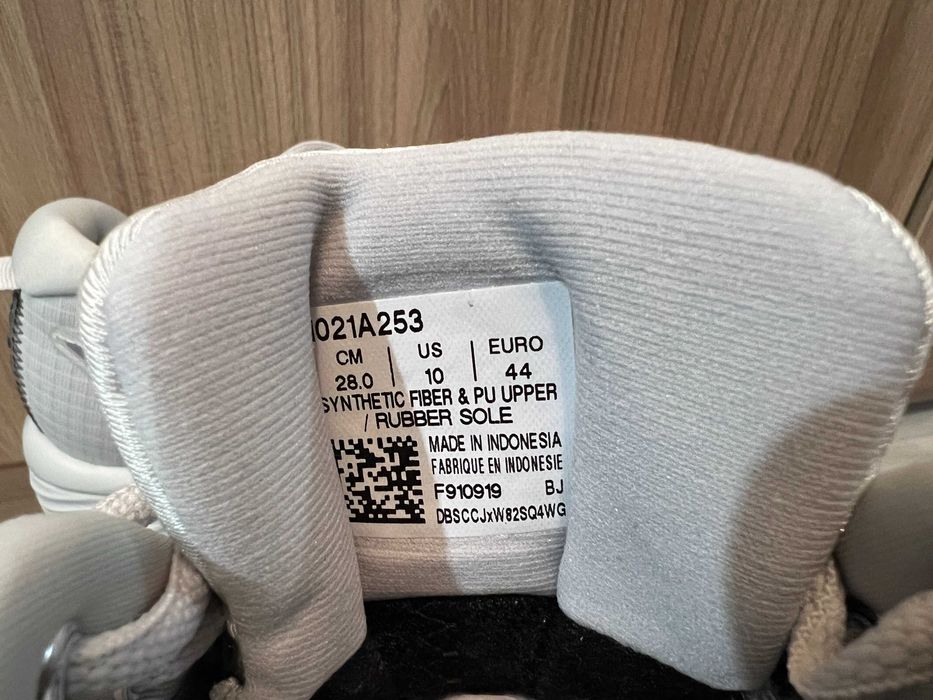 1021A253
CM | US | EURO
28.0 | 10 | 44
SYNTHETIC FIBER & PU UPPER
/ RUBBER SOLE
MADE IN INDONESIA
FABRIQUE EN INDONESIE
F910919 BJ
DBSCCJxW82SQ4WG